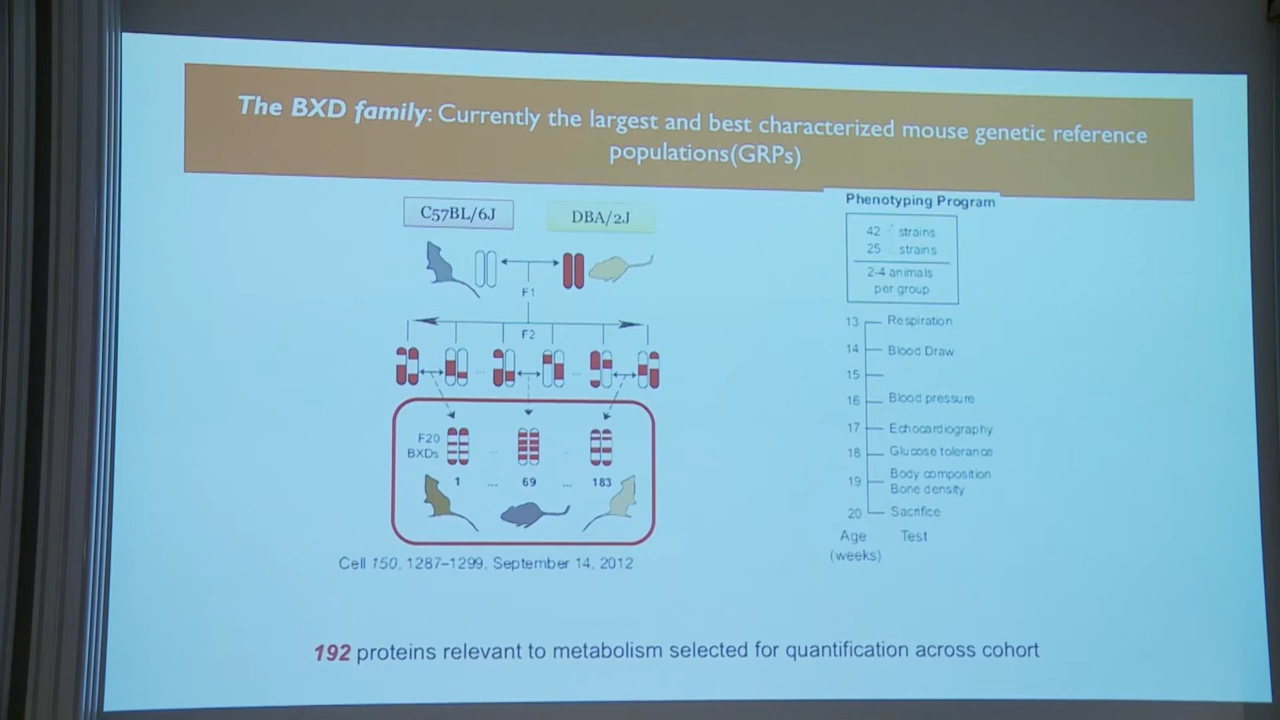 The BXD family: Currently the largest and best characterized mouse genetic reference
populations(GRPs)
C57BL/6J
DBA/2J
F1
F2
...
...
F20
BXDs
...
...
1 ... 69 ... 183
Cell 150, 1287–1299, September 14, 2012
Phenotyping Program
42 strains
25 strains
2-4 animals
per group
13 Respiration
14 Blood Draw
15
16 Blood pressure
17 Echocardiography
18 Glucose tolerance
19 Body composition
Bone density
20 Sacrifice
Age Test
(weeks)
192 proteins relevant to metabolism selected for quantification across cohort